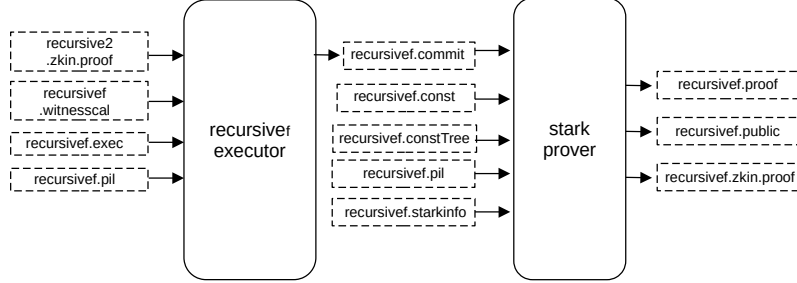 recursive2
.zkin.proof
recursivef
.witnesscal
recursivef.exec
recursivef.pil
recursivef
executor
recursivef.commit
recursivef.const
recursivef.constTree
recursivef.pil
recursivef.starkinfo
stark
prover
recursivef.proof
recursivef.public
recursivef.zkin.proof